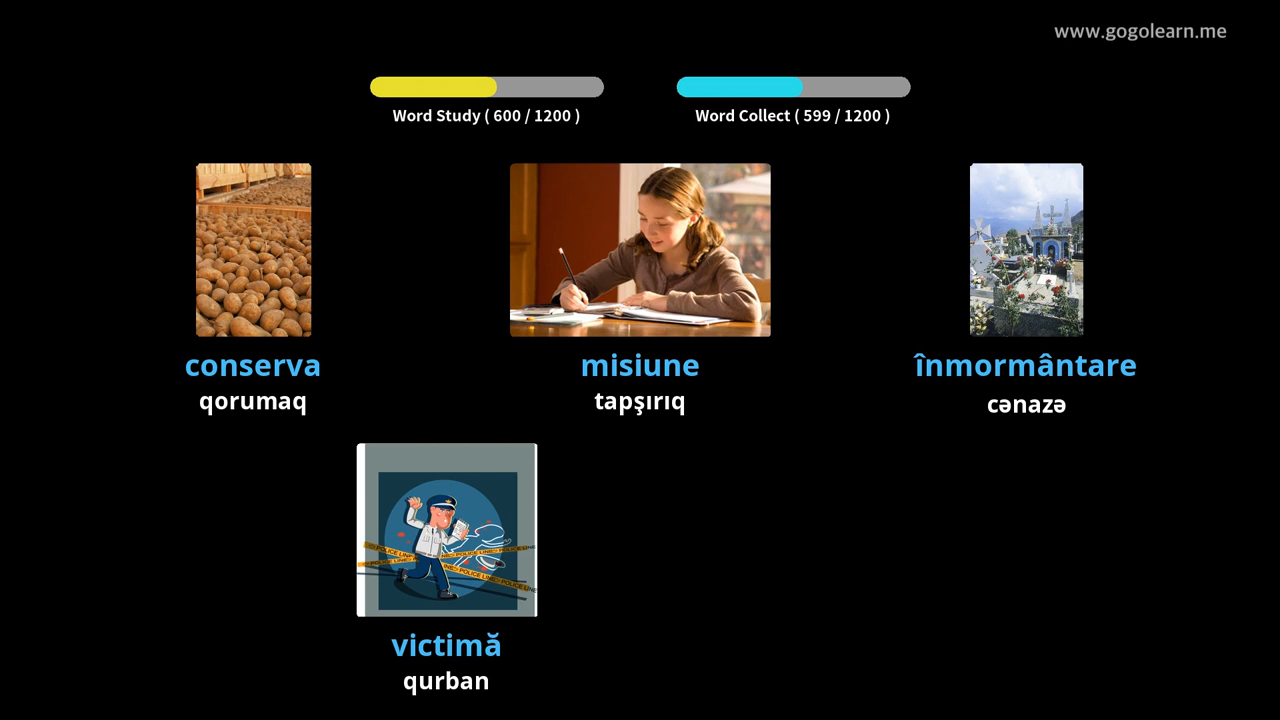 www.gogolearn.me
Word Study ( 600 / 1200 )
Word Collect ( 599 / 1200 )
conserva
qorumaq
misiune
tapşırıq
înmormântare
cənazə
victimă
qurban